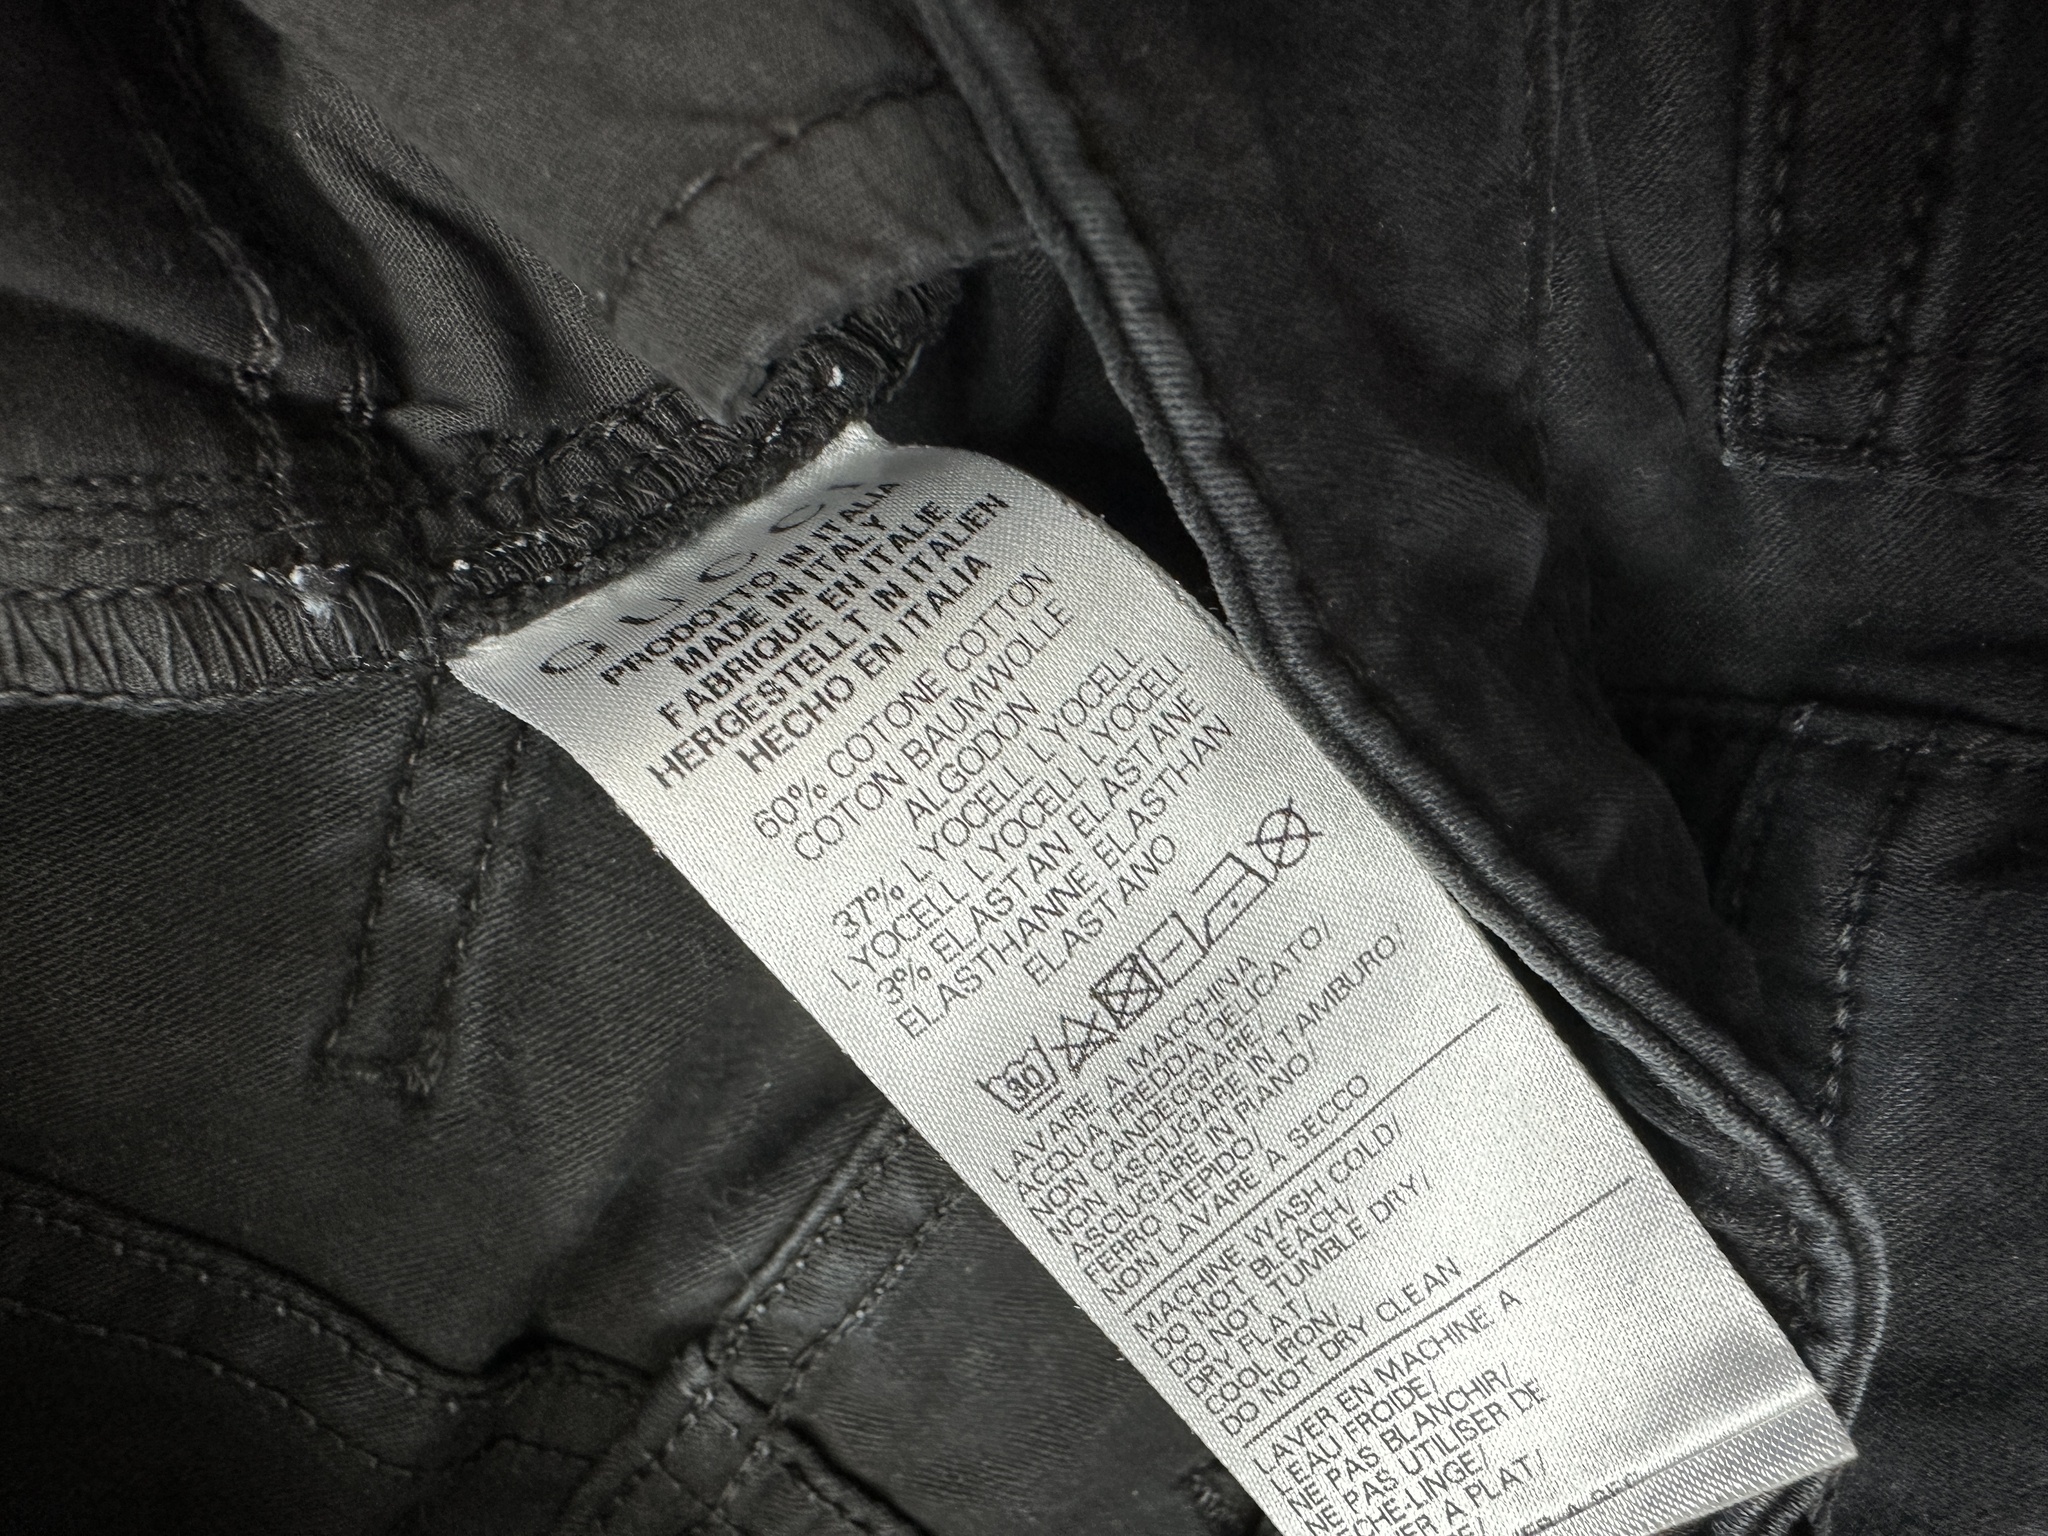 GUCCI
PRODOTTO IN ITALIA
MADE IN ITALY
FABRIQUE EN ITALIE
HERGESTELLT IN ITALIEN
HECHO EN ITALIA
60% COTONE COTTON
COTON BAUMWOLLE
ALGODON
37% LYOCELL LYOCELL
LYOCELL LYOCELL
3% ELASTAN ELASTANE
ELASTHANNE ELASTHAN
ELASTANO
30
LAVARE A MACCHINA
ACQUA FREDDA DELICATO/
NON CANDEGGIARE/
NON ASCIUGARE IN TAMBURO/
ASCIUGARE IN PIANO/
FERRO TIEPIDO/
NON LAVARE A SECCO
MACHINE WASH COLD/
DO NOT BLEACH/
DO NOT TUMBLE DRY/
DRY FLAT/
COOL IRON/
DO NOT DRY CLEAN
LAVER EN MACHINE A
L'EAU FROIDE/
NE PAS BLANCHIR/
NE PAS UTILISER DE
CHE-LINGE/
ER A PLAT/